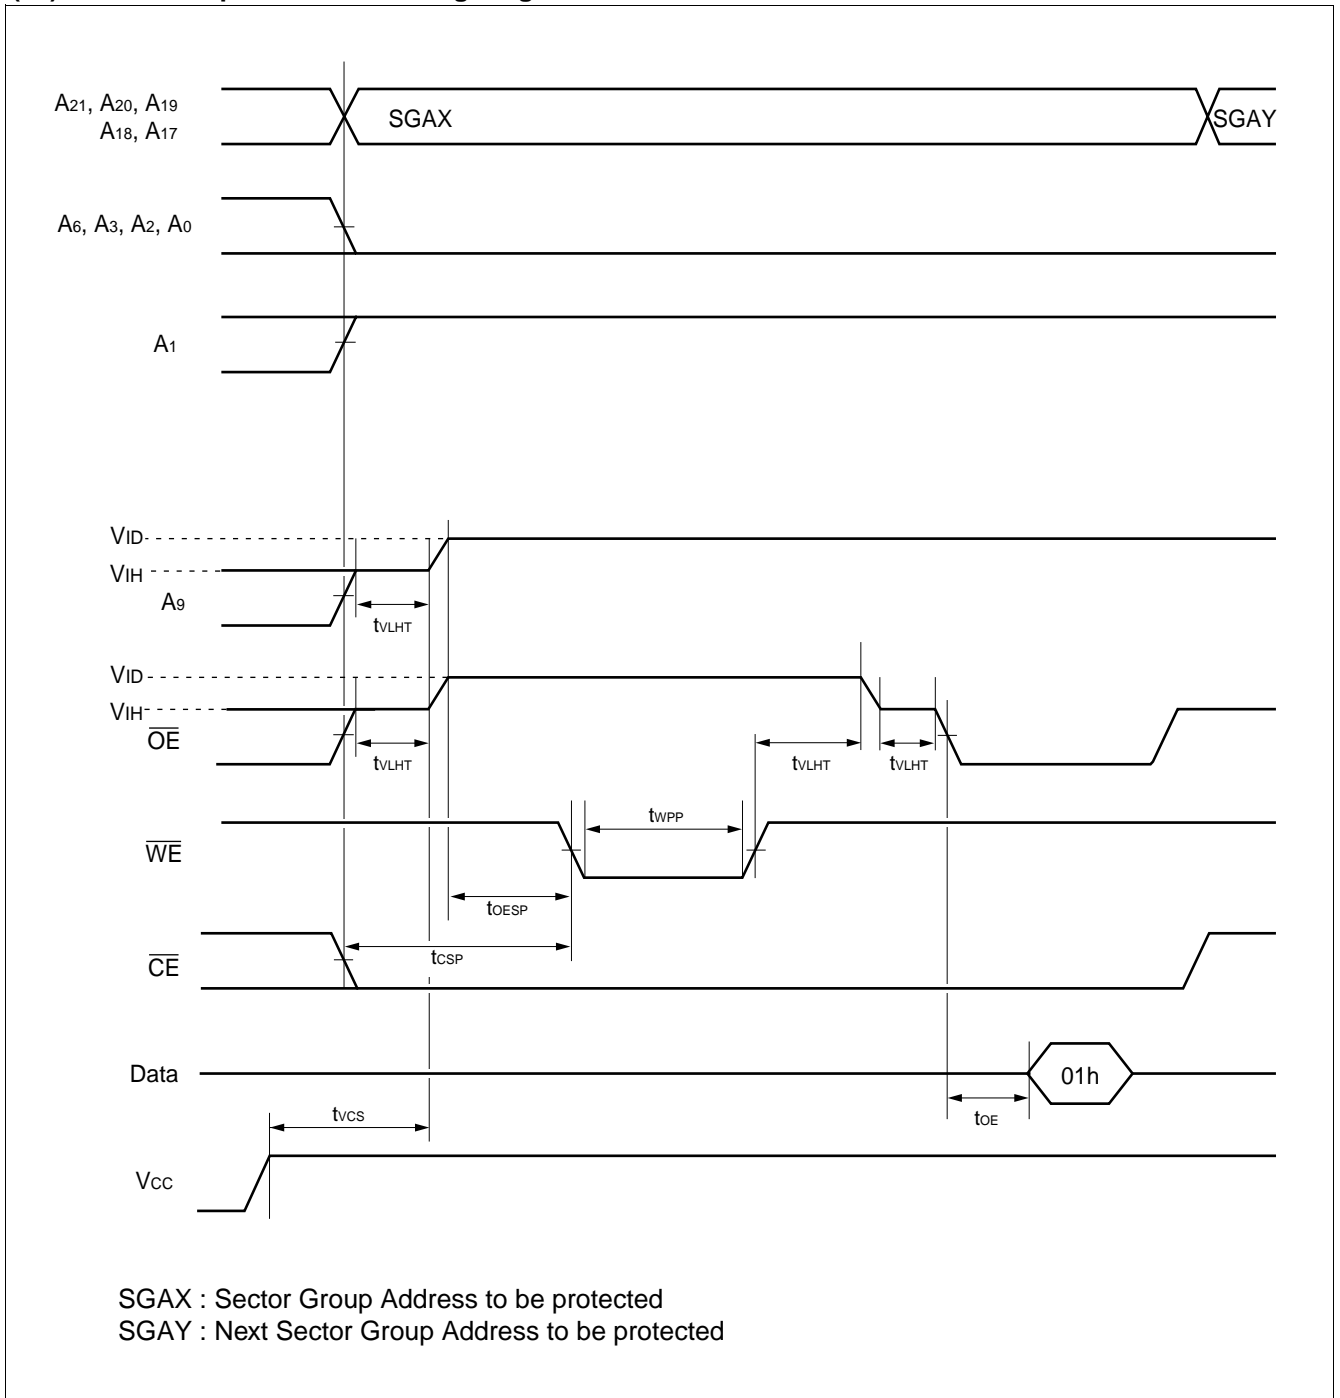 A21, A20, A19
A18, A17
SGAX
SGAY
A6, A3, A2, A0
A1
VID
VIH
A9
tVLHT
VID
VIH
OE
tVLHT
tVLHT
tVLHT
tWPP
WE
tOESP
tCSP
CE
Data
01h
tOE
tVCS
VCC
SGAX : Sector Group Address to be protected
SGAY : Next Sector Group Address to be protected